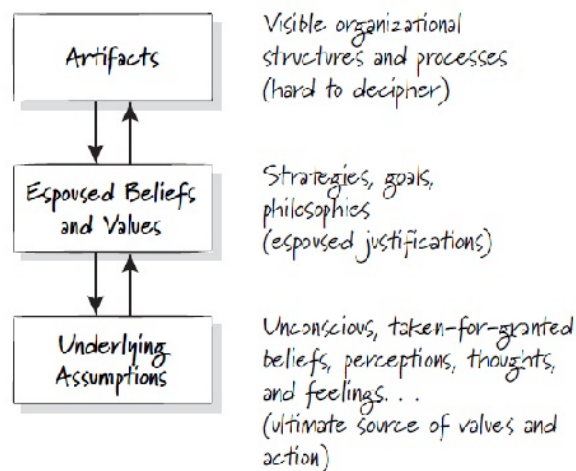 Artifacts
Visible organizational
structures and processes
(hard to decipher)
Espoused Beliefs
and Values
Strategies, goals,
philosophies
(espoused justifications)
Underlying
Assumptions
Unconscious, taken-for-granted
beliefs, perceptions, thoughts,
and feelings. . .
(ultimate source of values and
action)